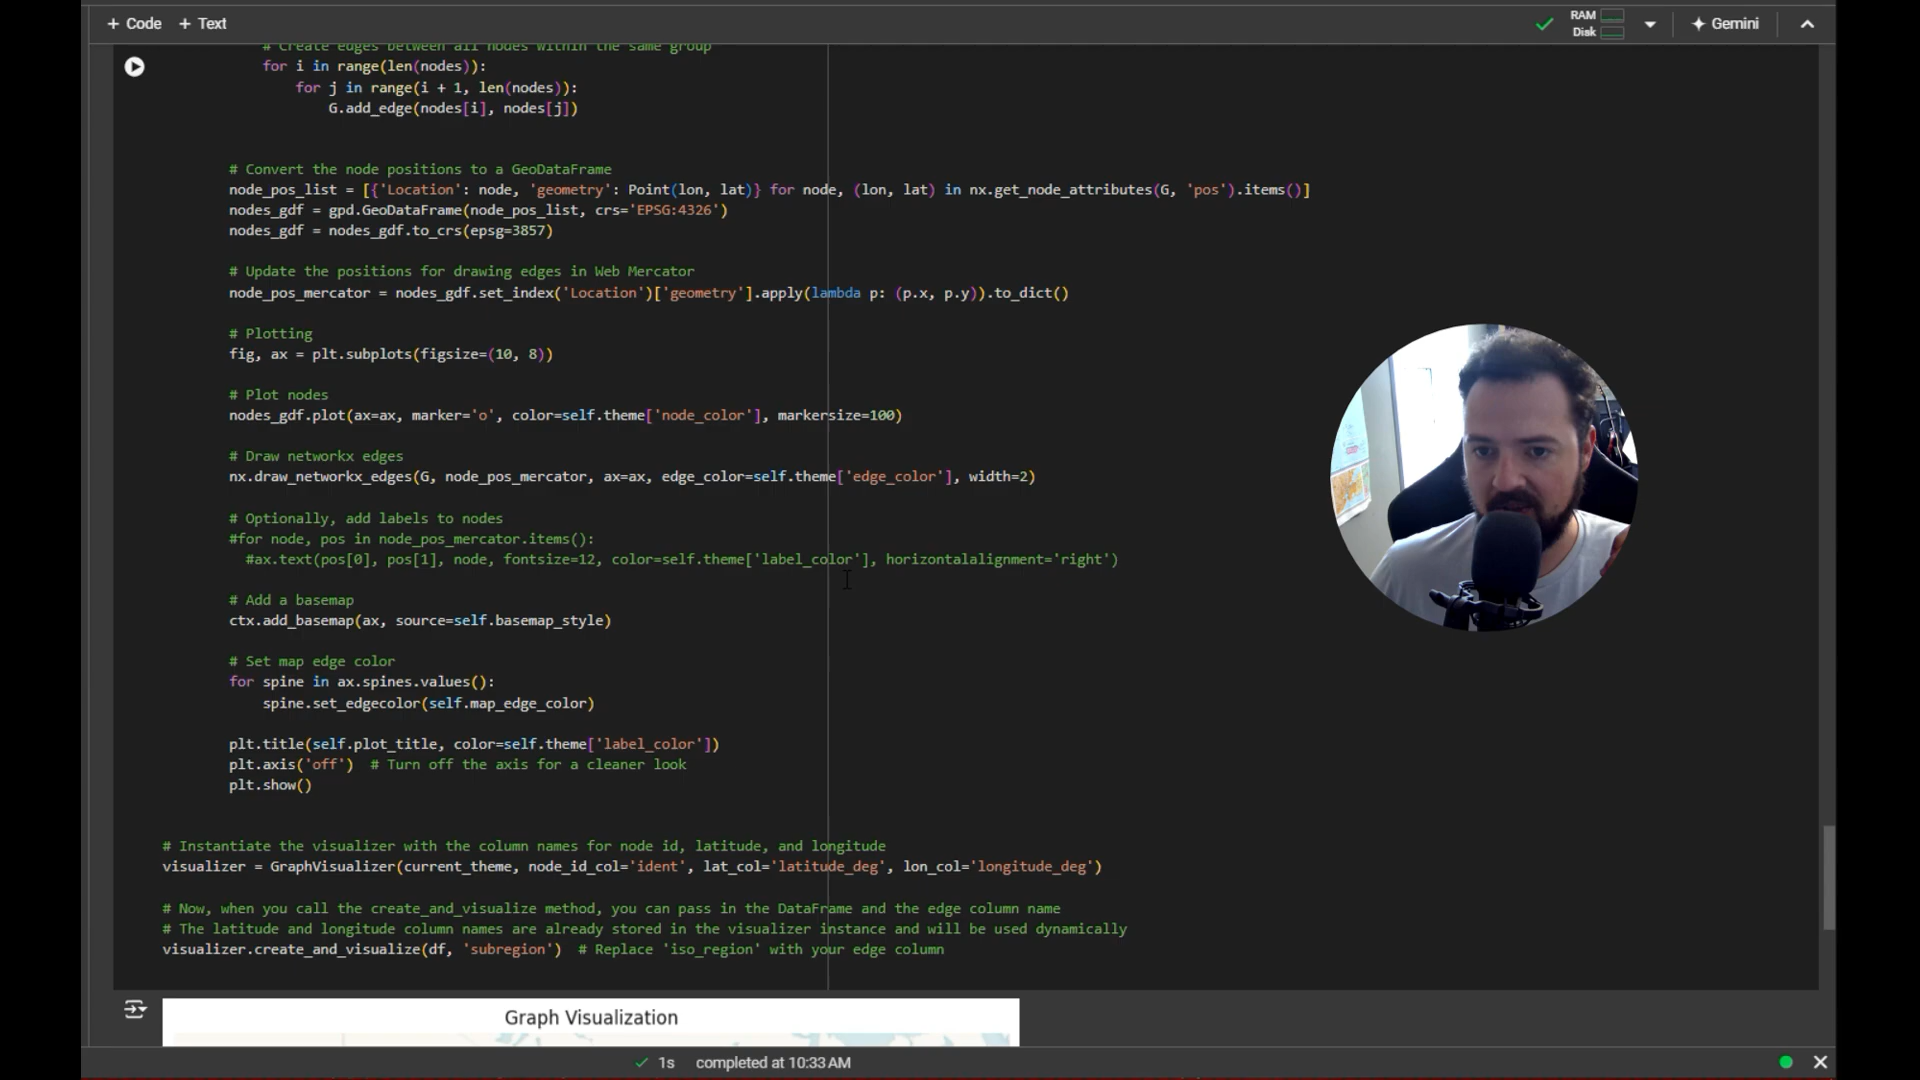 + Code + Text
RAM
Disk
Gemini
# Create edges between all nodes within the same group
for i in range(len(nodes)):
for j in range(i + 1, len(nodes)):
G.add_edge(nodes[i], nodes[j])
# Convert the node positions to a GeoDataFrame
node_pos_list = [{'Location': node, 'geometry': Point(lon, lat)} for node, (lon, lat) in nx.get_node_attributes(G, 'pos').items()]
nodes_gdf = gpd.GeoDataFrame(node_pos_list, crs='EPSG:4326')
nodes_gdf = nodes_gdf.to_crs(epsg=3857)
# Update the positions for drawing edges in Web Mercator
node_pos_mercator = nodes_gdf.set_index('Location')['geometry'].apply(lambda p: (p.x, p.y)).to_dict()
# Plotting
fig, ax = plt.subplots(figsize=(10, 8))
# Plot nodes
nodes_gdf.plot(ax=ax, marker='o', color=self.theme['node_color'], markersize=100)
# Draw networkx edges
nx.draw_networkx_edges(G, node_pos_mercator, ax=ax, edge_color=self.theme['edge_color'], width=2)
# Optionally, add labels to nodes
#for node, pos in node_pos_mercator.items():
#ax.text(pos[0], pos[1], node, fontsize=12, color=self.theme['label_color'], horizontalalignment='right')
# Add a basemap
ctx.add_basemap(ax, source=self.basemap_style)
# Set map edge color
for spine in ax.spines.values():
spine.set_edgecolor(self.map_edge_color)
plt.title(self.plot_title, color=self.theme['label_color'])
plt.axis('off') # Turn off the axis for a cleaner look
plt.show()
# Instantiate the visualizer with the column names for node id, latitude, and longitude
visualizer = GraphVisualizer(current_theme, node_id_col='ident', lat_col='latitude_deg', lon_col='longitude_deg')
# Now, when you call the create_and_visualize method, you can pass in the DataFrame and the edge column name
# The latitude and longitude column names are already stored in the visualizer instance and will be used dynamically
visualizer.create_and_visualize(df, 'subregion') # Replace 'iso_region' with your edge column
Graph Visualization
1s completed at 10:33 AM